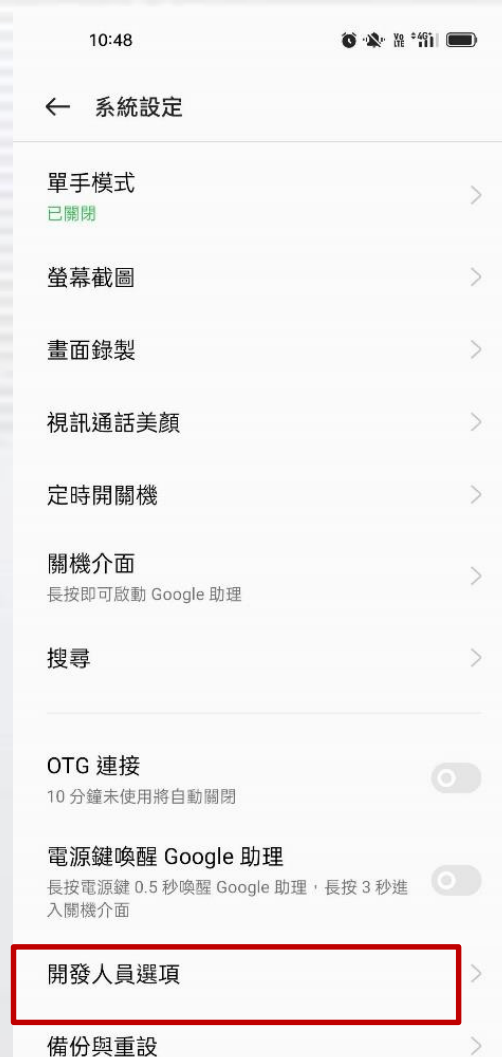 10:48
VO LTE 4G
系統設定
單手模式
已關閉
螢幕截圖
畫面錄製
視訊通話美顏
定時開關機
關機介面
長按即可啟動 Google 助理
搜尋
OTG 連接
10 分鐘未使用將自動關閉
電源鍵喚醒 Google 助理
長按電源鍵 0.5 秒喚醒 Google 助理，長按 3 秒進
入關機介面
開發人員選項
備份與重設